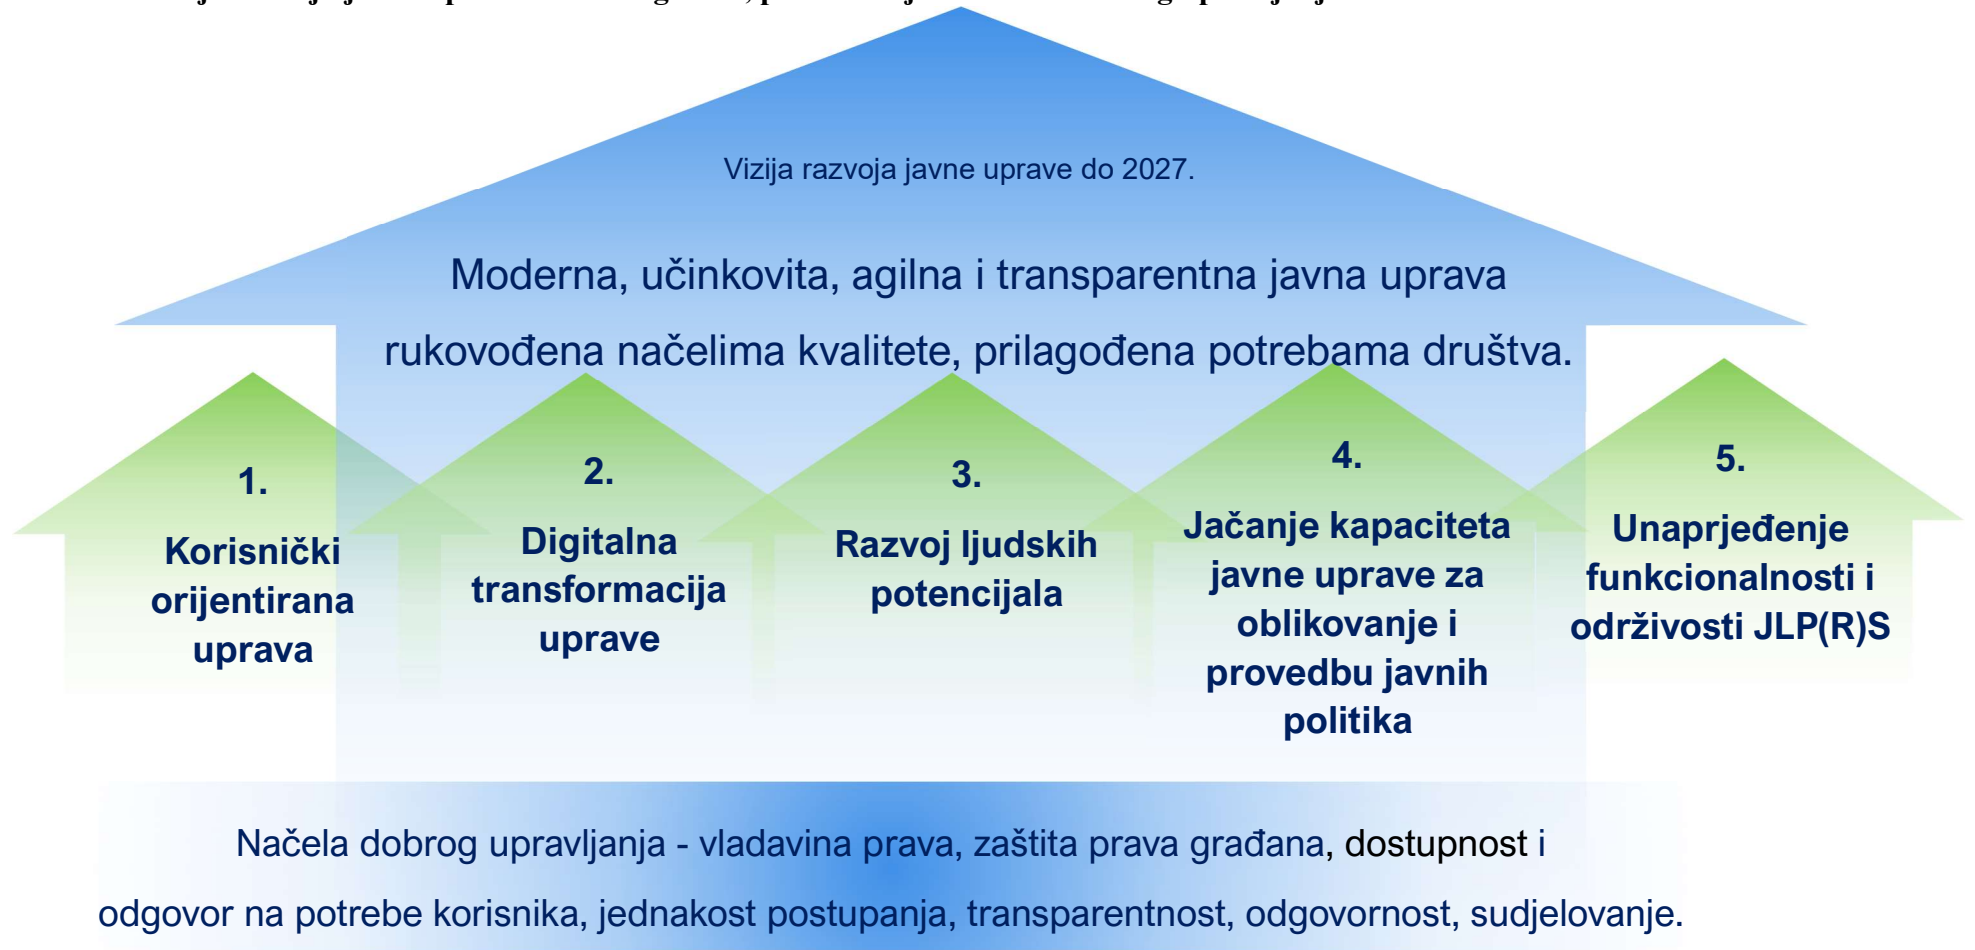 Vizija razvoja javne uprave do 2027.
Moderna, učinkovita, agilna i transparentna javna uprava
rukovođena načelima kvalitete, prilagođena potrebama društva.
1.
Korisnički
orijentirana
uprava
2.
Digitalna
transformacija
uprave
3.
Razvoj ljudskih
potencijala
4.
Jačanje kapaciteta
javne uprave za
oblikovanje i
provedbu javnih
politika
5.
Unaprjeđenje
funkcionalnosti i
održivosti JLP(R)S
Načela dobrog upravljanja - vladavina prava, zaštita prava građana, dostupnost i
odgovor na potrebe korisnika, jednakost postupanja, transparentnost, odgovornost, sudjelovanje.